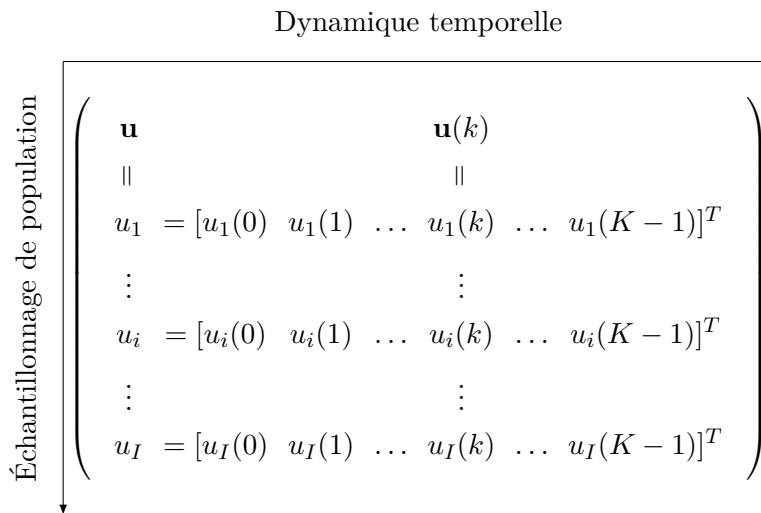 Dynamique temporelle
Échantillonnage de population
u u(k)
= =
u_1 = [u_1(0) u_1(1) … u_1(k) … u_1(K − 1)]^T
⋮ ⋮
u_i = [u_i(0) u_i(1) … u_i(k) … u_i(K − 1)]^T
⋮ ⋮
u_I = [u_I(0) u_I(1) … u_I(k) … u_I(K − 1)]^T